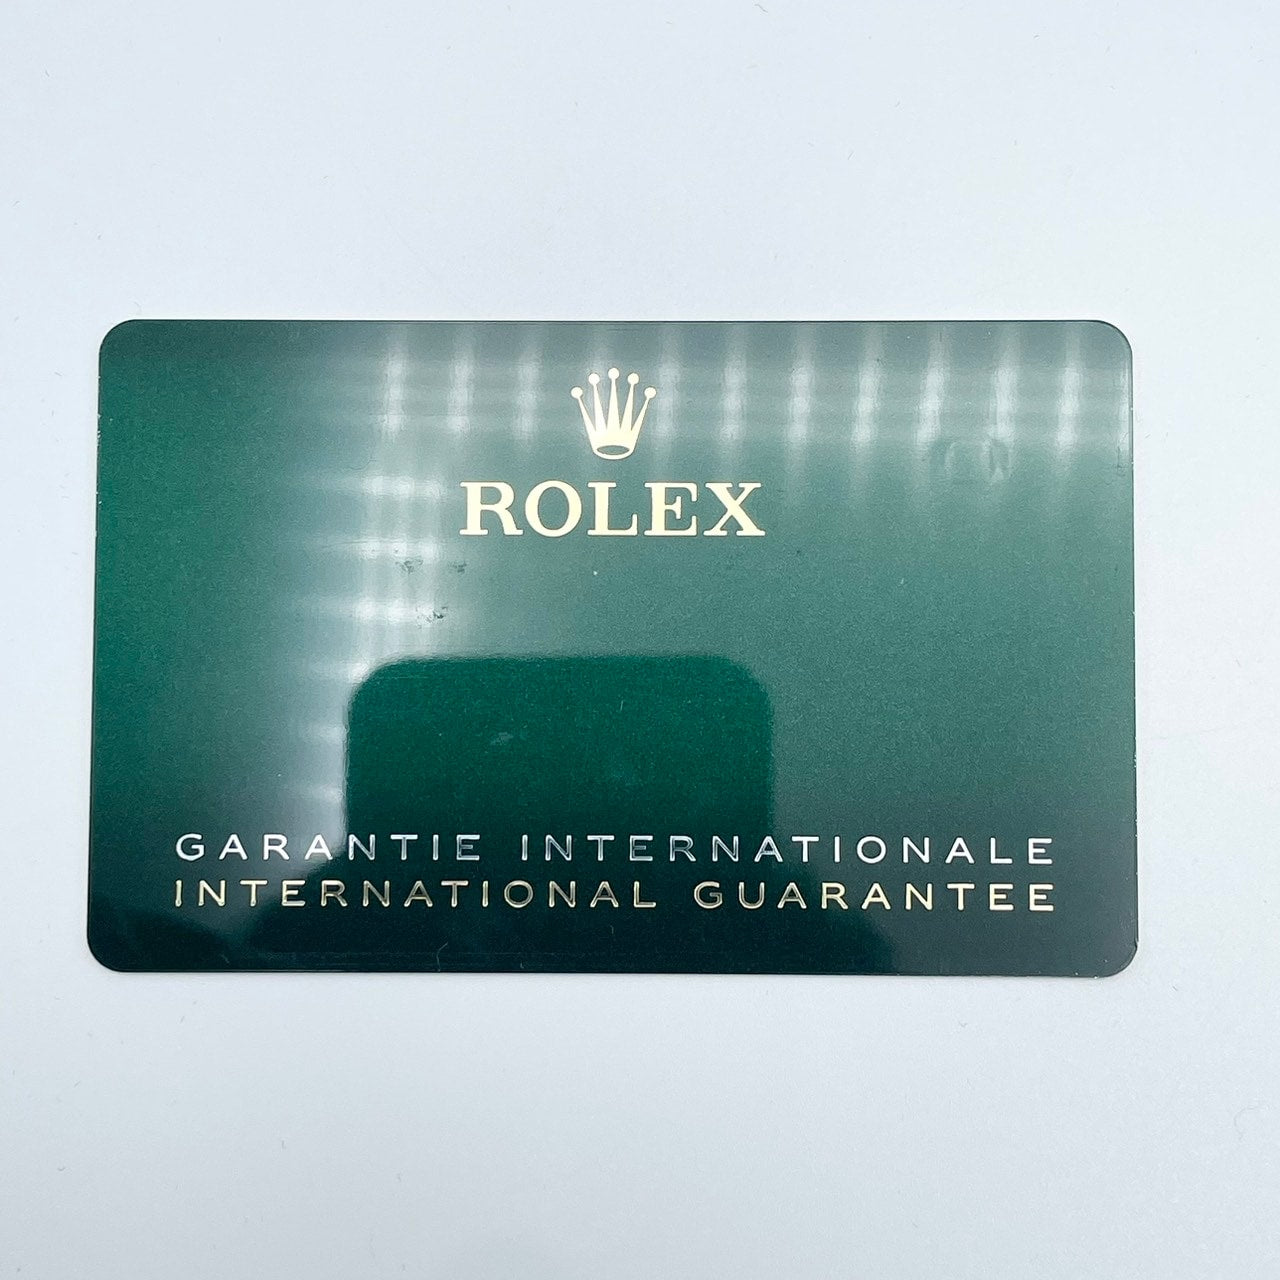 ROLEX
GARANTIE INTERNATIONALE
INTERNATIONAL GUARANTEE